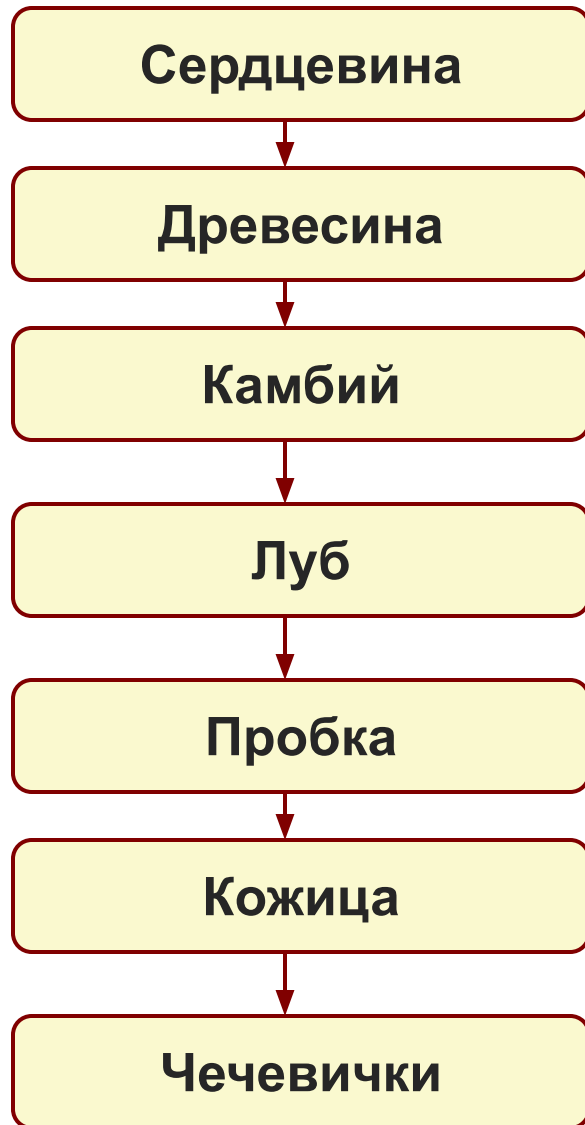 Сердцевина
Древесина
Камбий
Луб
Пробка
Кожица
Чечевички